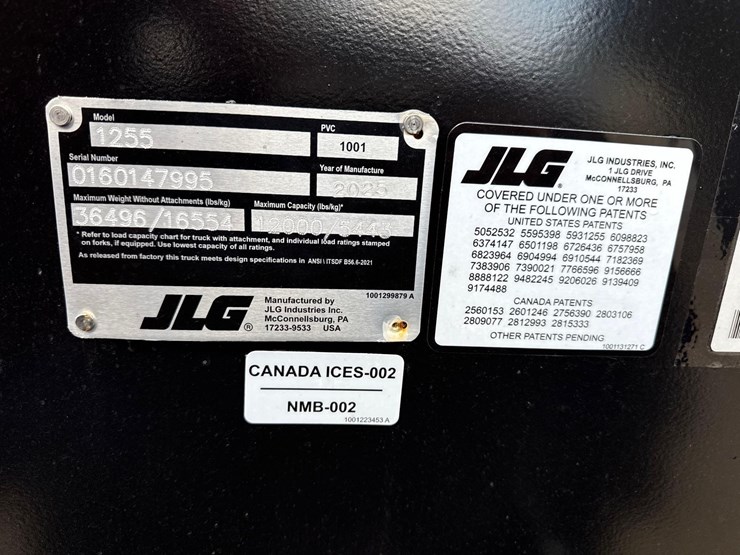 Model
1255
PVC
1001
Serial Number
0160147995
Year of Manufacture
2025
Maximum Weight Without Attachments (lbs/kg)
36496/16554
Maximum Capacity (lbs/kg)*
12000/5443
* Refer to load capacity chart for truck with attachment, and individual load ratings stamped
on forks, if equipped. Use lowest capacity of all ratings.
As released from factory this truck meets design specifications in ANSI \ ITSDF B56.6-2021
1001299879 A
JLG®
Manufactured by
JLG Industries Inc.
McConnellsburg, PA
17233-9533 USA
JLG®
JLG INDUSTRIES, INC.
1 JLG DRIVE
McCONNELLSBURG, PA
17233
COVERED UNDER ONE OR MORE
OF THE FOLLOWING PATENTS
UNITED STATES PATENTS
5052532 5595398 5931255 6098823
6374147 6501198 6726436 6757958
6823964 6904994 6910544 7182369
7383906 7390021 7766596 9156666
8888122 9482245 9206026 9139409
9174488
CANADA PATENTS
2560153 2601246 2756390 2803106
2809077 2812993 2815333
OTHER PATENTS PENDING
1001131271 C
CANADA ICES-002
NMB-002
1001223453 A